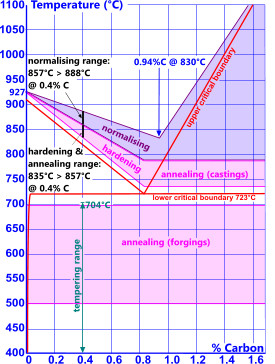 Temperature (°C)
1100
1050
1000
950
927
900
850
800
750
700
650
600
550
500
450
400
normalising range:
857°C > 888°C
@ 0.4% C
0.94%C @ 830°C
upper critical boundary
normalising
hardening
hardening &
annealing range:
835°C > 857°C
@ 0.4% C
annealing (castings)
lower critical boundary 723°C
704°C
annealing (forgings)
tempering range
% Carbon
0
0.2
0.4
0.6
0.8
1.0
1.2
1.4
1.6